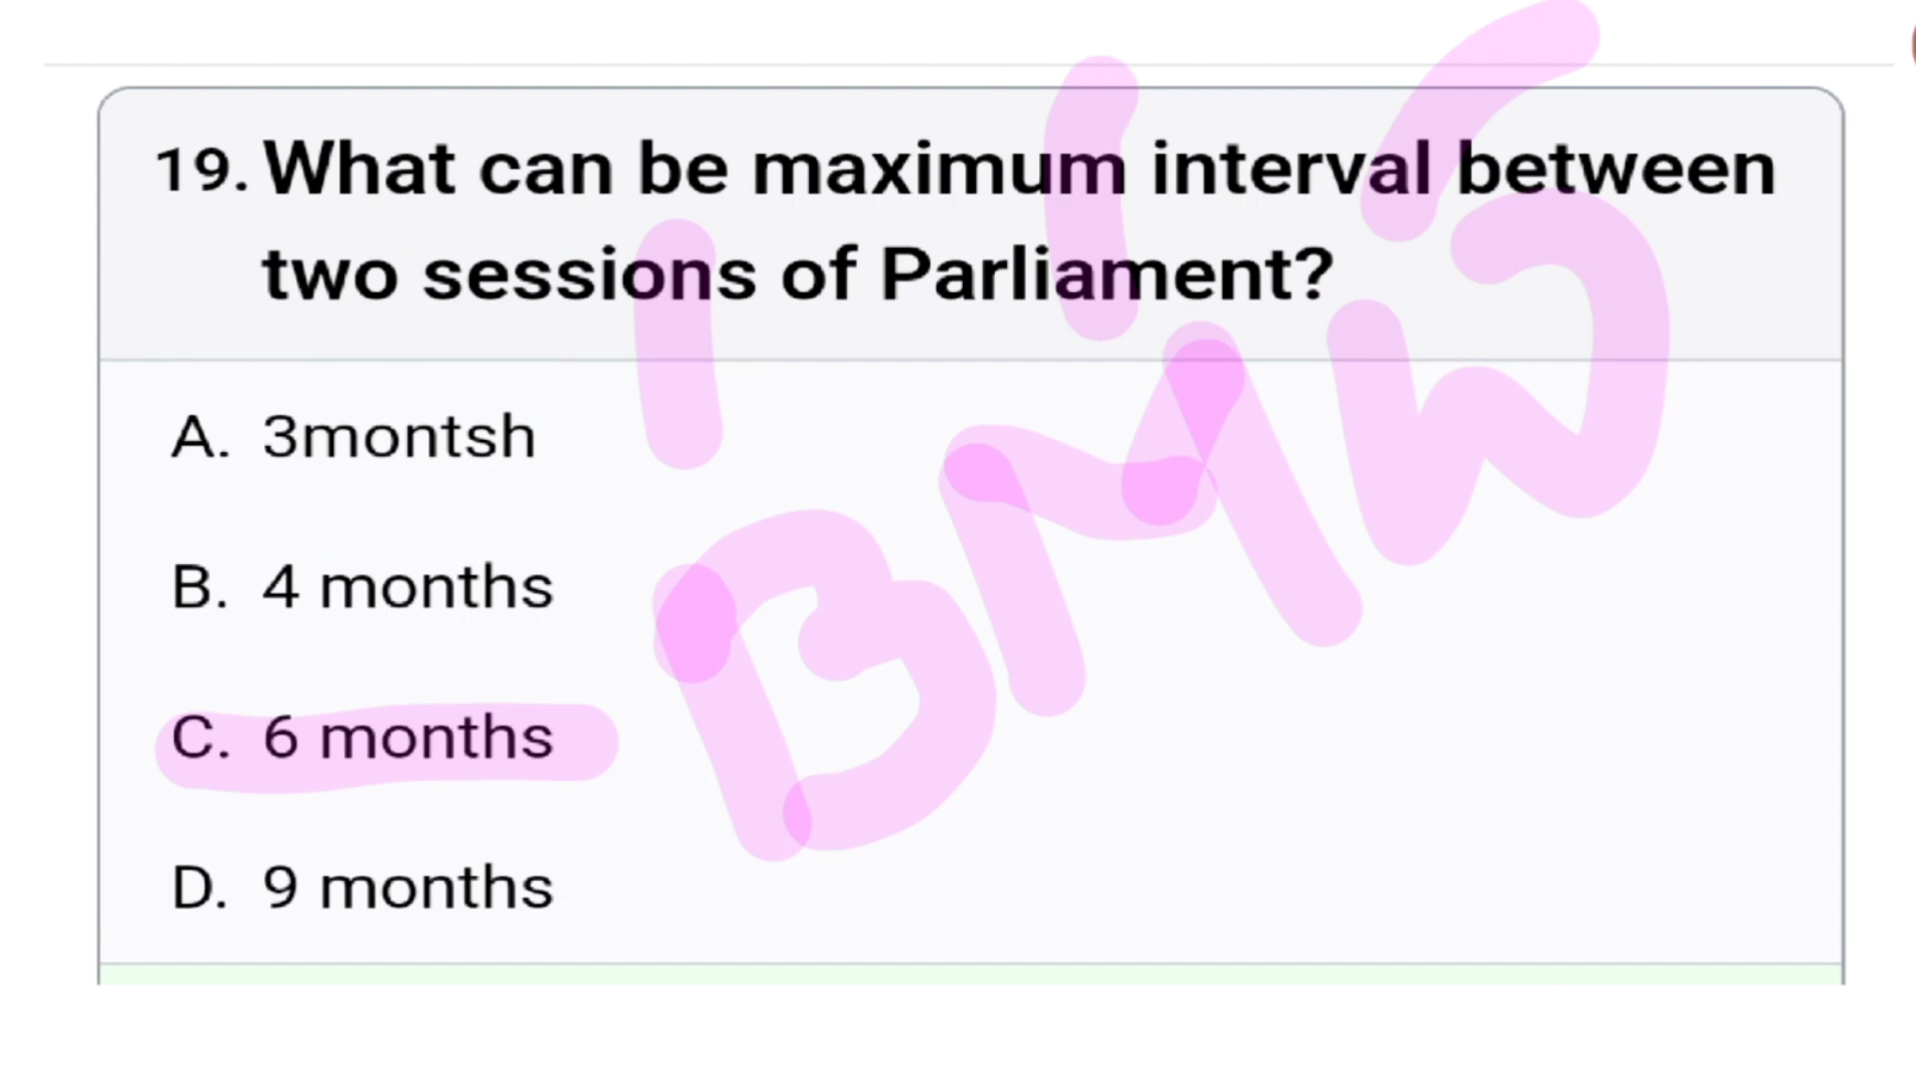 19. What can be maximum interval between
two sessions of Parliament?
A. 3montsh
B. 4 months
C. 6 months
D. 9 months
BMW